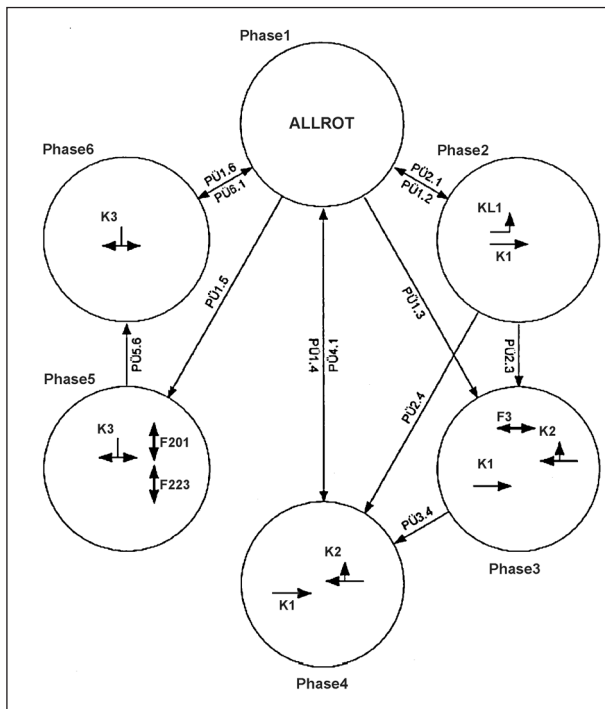 Phase1
ALLROT
Phase6
K3
PÜ1.6
PÜ6.1
PÜ2.1
PÜ1.2
Phase2
KL1
K1
PÜ1.5
PÜ1.4
PÜ4.1
PÜ1.3
PÜ2.4
PÜ2.3
PÜ5.6
Phase5
K3
F201
F223
F3
K2
K1
PÜ3.4
Phase3
K2
K1
Phase4